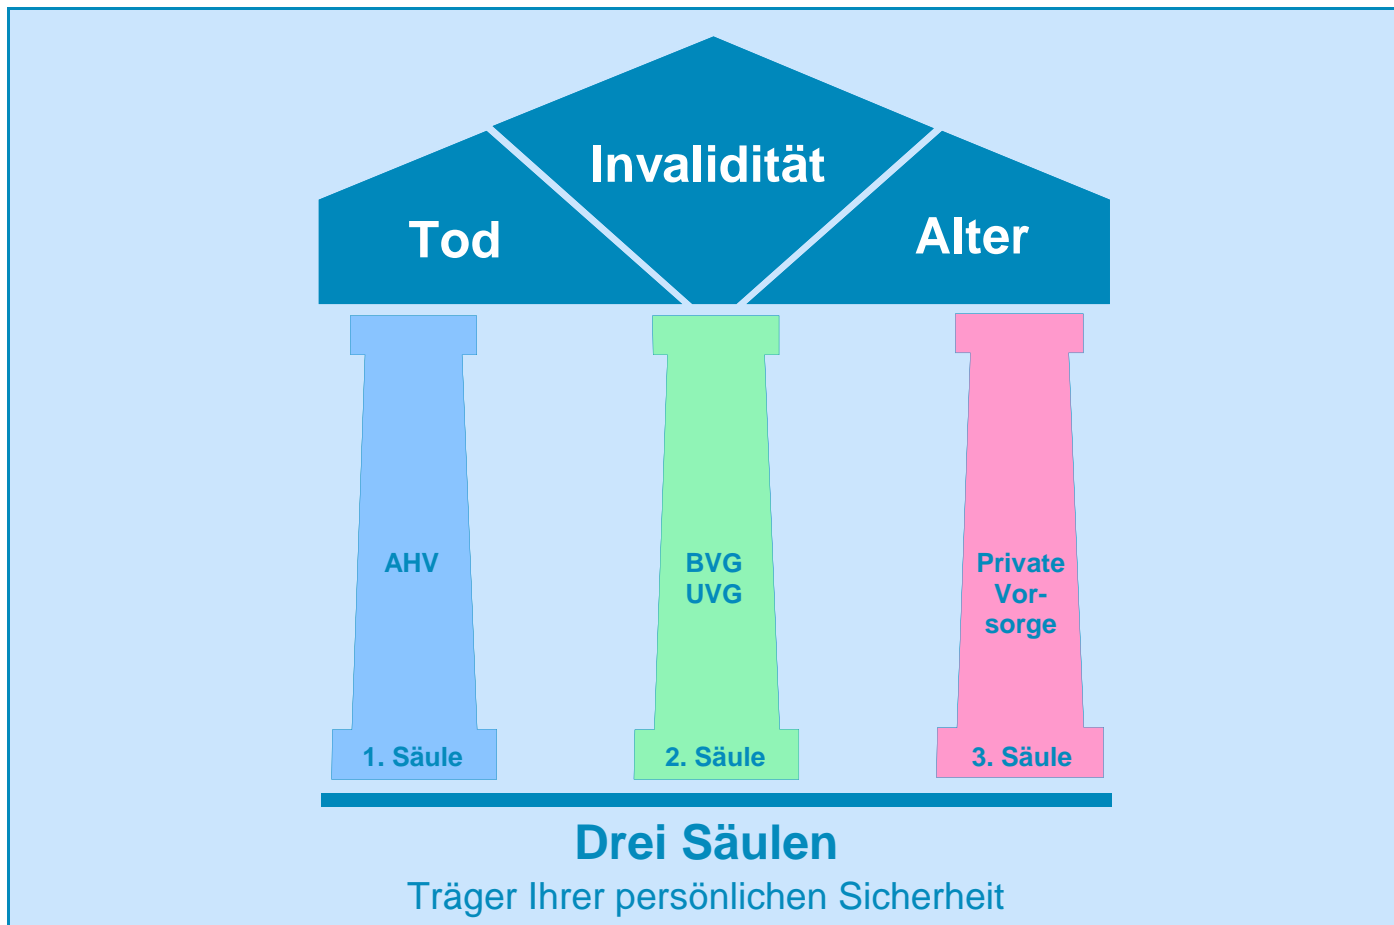 Invalidität
Tod
Alter
AHV
BVG
UVG
Private
Vor-
sorge
1. Säule
2. Säule
3. Säule
Drei Säulen
Träger Ihrer persönlichen Sicherheit